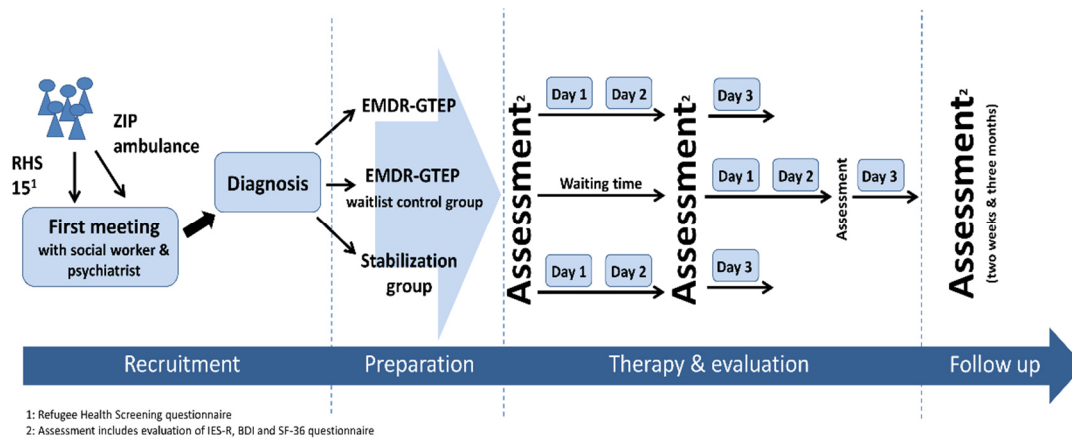 RHS
15¹
ZIP
ambulance
First meeting
with social worker &
psychiatrist
Diagnosis
EMDR-GTEP
EMDR-GTEP
waitlist control group
Stabilization
group
Assessment²
Day 1
Day 2
Waiting time
Day 1
Day 2
Assessment²
Day 3
Day 1
Day 2
Assessment
Day 3
Day 3
Assessment²
(two weeks & three months)
Recruitment
Preparation
Therapy & evaluation
Follow up
1: Refugee Health Screening questionnaire
2: Assessment includes evaluation of IES-R, BDI and SF-36 questionnaire